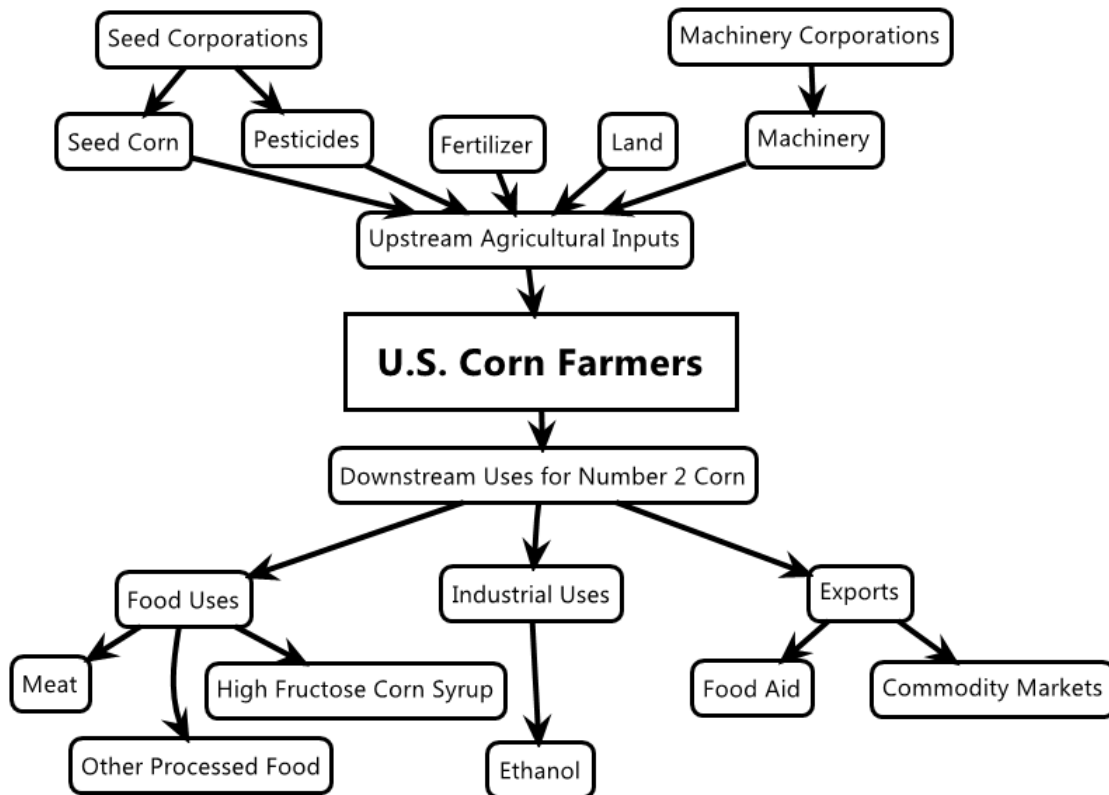 Seed Corporations
Machinery Corporations
Seed Corn
Pesticides
Fertilizer
Land
Machinery
Upstream Agricultural Inputs
U.S. Corn Farmers
Downstream Uses for Number 2 Corn
Food Uses
Industrial Uses
Exports
Meat
High Fructose Corn Syrup
Food Aid
Commodity Markets
Other Processed Food
Ethanol